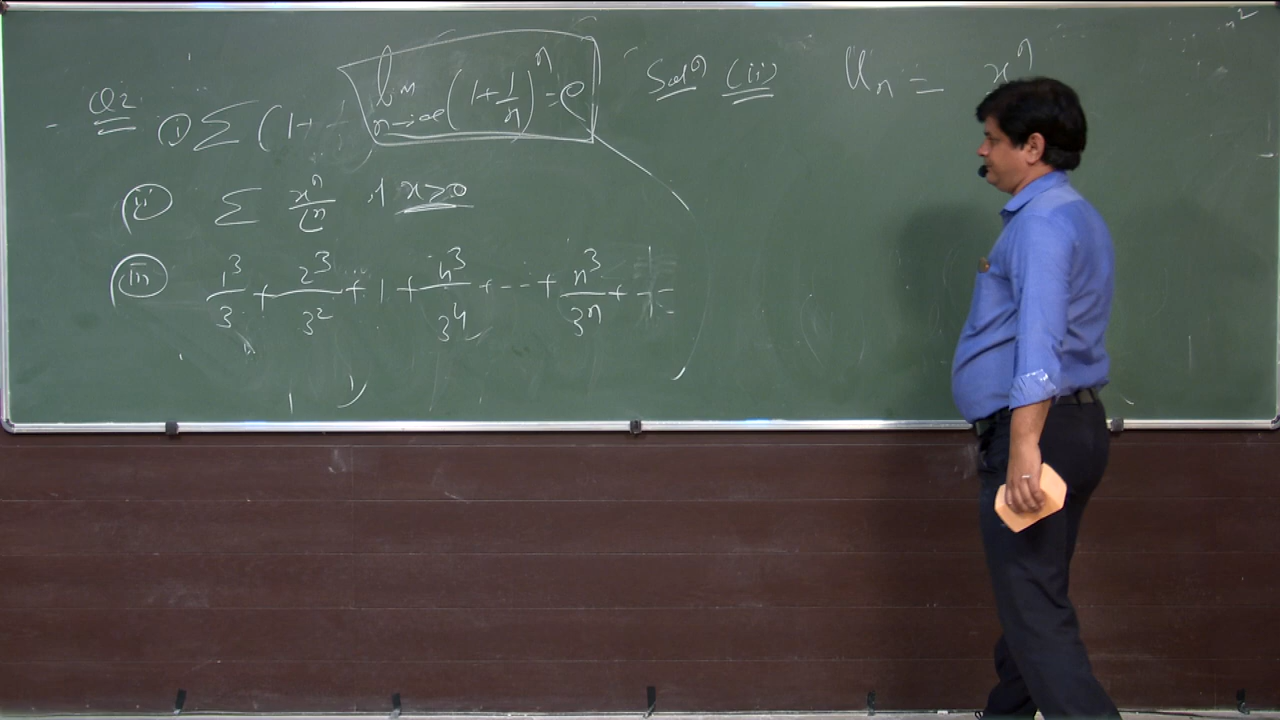 Q2 i) ∑ (1+
lim n→∞ (1+1/n)^n = e
ii) ∑ x^n/⌊n , x>0
iii) 1^3/3 + 2^3/3^2 + 1 + 4^3/3^4 + --- + n^3/3^n + ---
Sol^n (ii) U_n = x^n